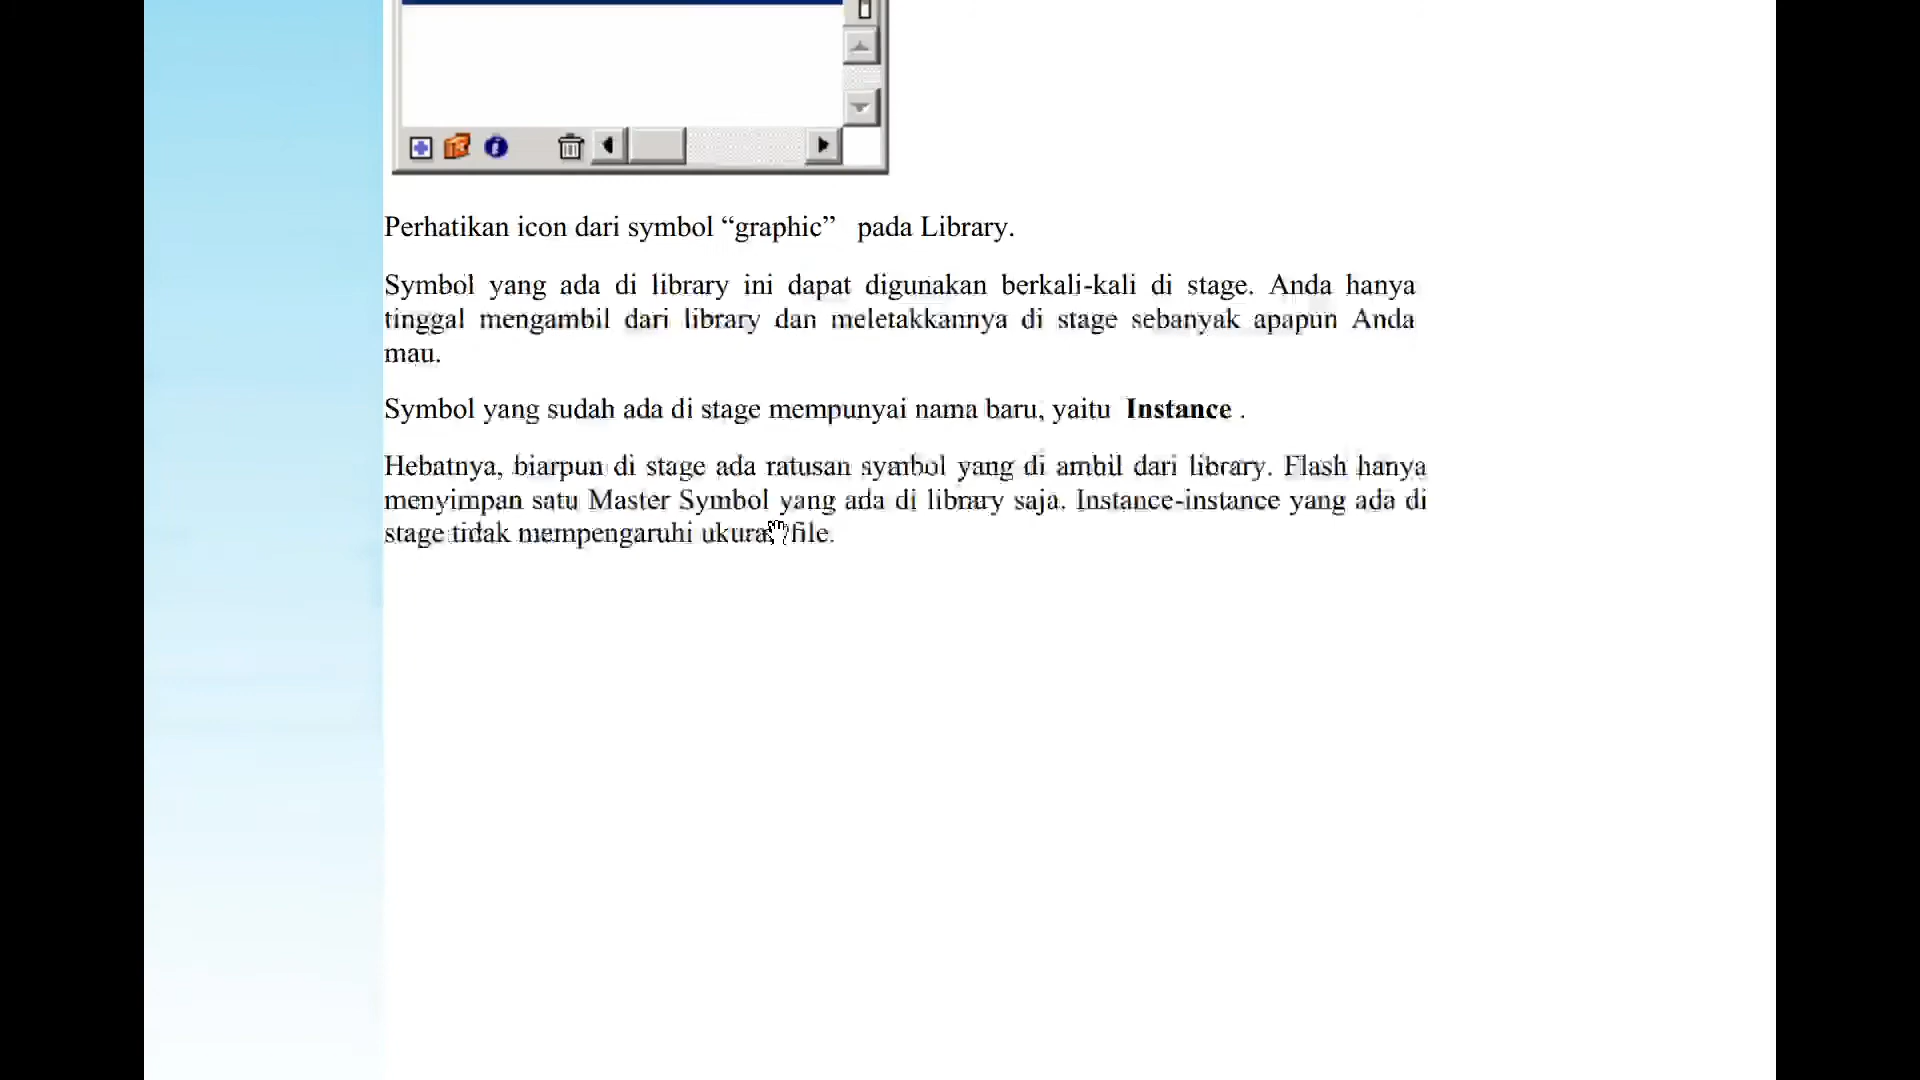 Perhatikan icon dari symbol “graphic” pada Library.
Symbol yang ada di library ini dapat digunakan berkali-kali di stage. Anda hanya
tinggal mengambil dari library dan meletakkannya di stage sebanyak apapun Anda
mau.
Symbol yang sudah ada di stage mempunyai nama baru, yaitu Instance .
Hebatnya, biarpun di stage ada ratusan symbol yang di ambil dari library. Flash hanya
menyimpan satu Master Symbol yang ada di library saja. Instance-instance yang ada di
stage tidak mempengaruhi ukuran file.